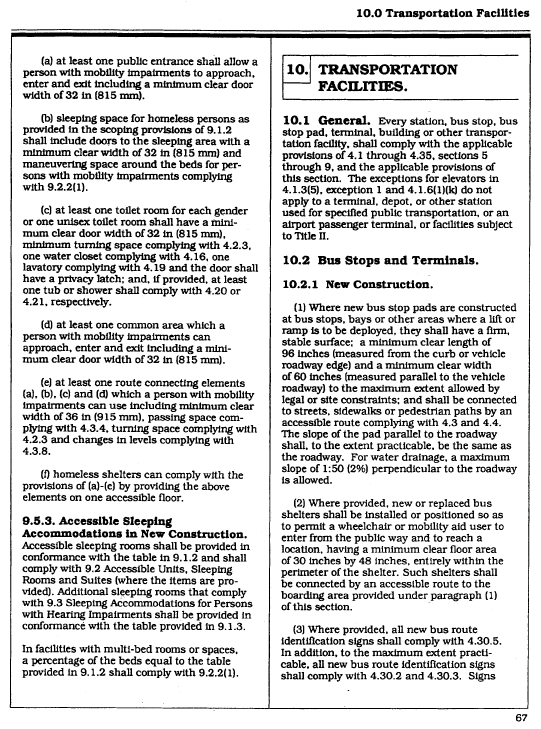 10.0 Transportation Facilities
(a) at least one public entrance shall allow a
person with mobility impairments to approach,
enter and exit including a minimum clear door
width of 32 in (815 mm).
(b) sleeping space for homeless persons as
provided in the scoping provisions of 9.1.2
shall include doors to the sleeping area with a
minimum clear width of 32 in (815 mm) and
maneuvering space around the beds for per-
sons with mobility impairments complying
with 9.2.2(1).
(c) at least one toilet room for each gender
or one unisex toilet room shall have a mini-
mum clear door width of 32 in (815 mm),
minimum turning space complying with 4.2.3,
one water closet complying with 4.16, one
lavatory complying with 4.19 and the door shall
have a privacy latch; and, if provided, at least
one tub or shower shall comply with 4.20 or
4.21, respectively.
(d) at least one common area which a
person with mobility impairments can
approach, enter and exit including a mini-
mum clear door width of 32 in (815 mm).
(e) at least one route connecting elements
(a), (b), (c) and (d) which a person with mobility
impairments can use including minimum clear
width of 36 in (915 mm), passing space com-
plying with 4.3.4, turning space complying with
4.2.3 and changes in levels complying with
4.3.8.
(f) homeless shelters can comply with the
provisions of (a)-(e) by providing the above
elements on one accessible floor.
9.5.3. Accessible Sleeping
Accommodations in New Construction.
Accessible sleeping rooms shall be provided in
conformance with the table in 9.1.2 and shall
comply with 9.2 Accessible Units, Sleeping
Rooms and Suites (where the items are pro-
vided). Additional sleeping rooms that comply
with 9.3 Sleeping Accommodations for Persons
with Hearing Impairments shall be provided in
conformance with the table provided in 9.1.3.
In facilities with multi-bed rooms or spaces,
a percentage of the beds equal to the table
provided in 9.1.2 shall comply with 9.2.2(1).
10. TRANSPORTATION
FACILITIES.
10.1 General. Every station, bus stop, bus
stop pad, terminal, building or other transpor-
tation facility, shall comply with the applicable
provisions of 4.1 through 4.35, sections 5
through 9, and the applicable provisions of
this section. The exceptions for elevators in
4.1.3(5), exception 1 and 4.1.6(1)(k) do not
apply to a terminal, depot, or other station
used for specified public transportation, or an
airport passenger terminal, or facilities subject
to Title II.
10.2 Bus Stops and Terminals.
10.2.1 New Construction.
(1) Where new bus stop pads are constructed
at bus stops, bays or other areas where a lift or
ramp is to be deployed, they shall have a firm,
stable surface; a minimum clear length of
96 inches (measured from the curb or vehicle
roadway edge) and a minimum clear width
of 60 inches (measured parallel to the vehicle
roadway) to the maximum extent allowed by
legal or site constraints; and shall be connected
to streets, sidewalks or pedestrian paths by an
accessible route complying with 4.3 and 4.4.
The slope of the pad parallel to the roadway
shall, to the extent practicable, be the same as
the roadway. For water drainage, a maximum
slope of 1:50 (2%) perpendicular to the roadway
is allowed.
(2) Where provided, new or replaced bus
shelters shall be installed or positioned so as
to permit a wheelchair or mobility aid user to
enter from the public way and to reach a
location, having a minimum clear floor area
of 30 inches by 48 inches, entirely within the
perimeter of the shelter. Such shelters shall
be connected by an accessible route to the
boarding area provided under paragraph (1)
of this section.
(3) Where provided, all new bus route
identification signs shall comply with 4.30.5.
In addition, to the maximum extent practi-
cable, all new bus route identification signs
shall comply with 4.30.2 and 4.30.3. Signs
67